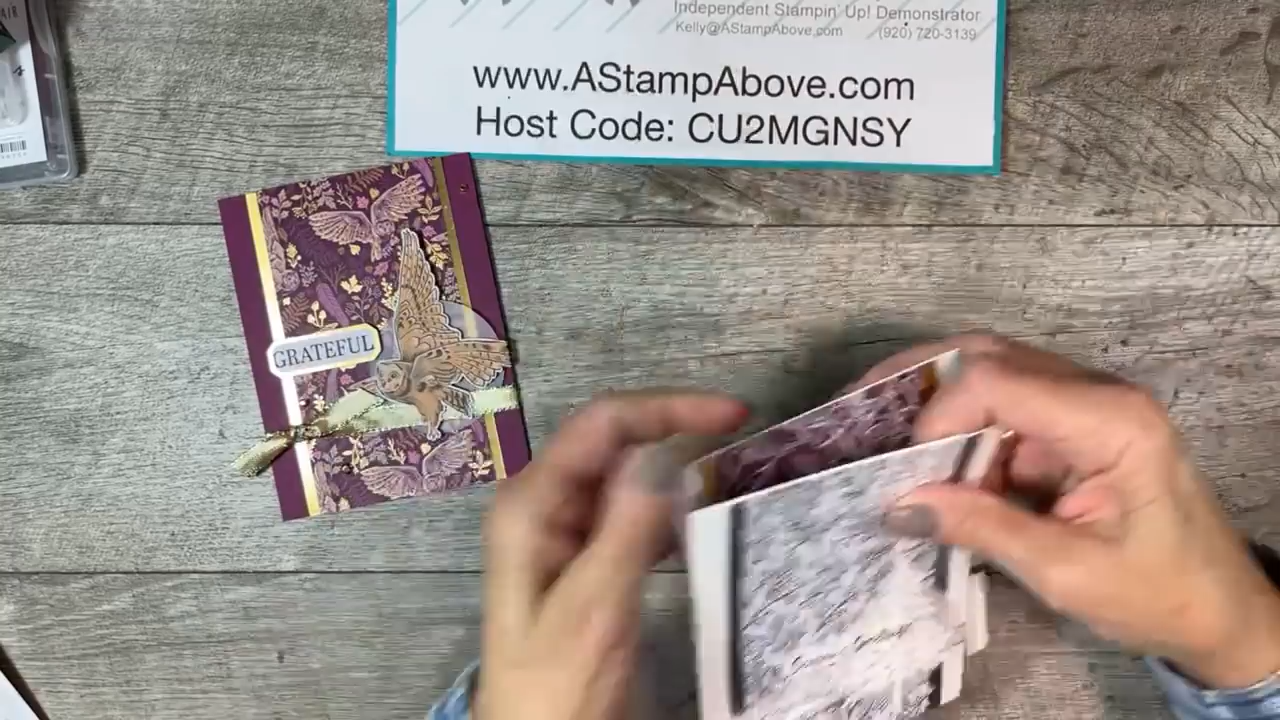 Independent Stampin' Up! Demonstrator
Kelly@AStampAbove.com (920) 720-3139
www.AStampAbove.com
Host Code: CU2MGNSY
GRATEFUL